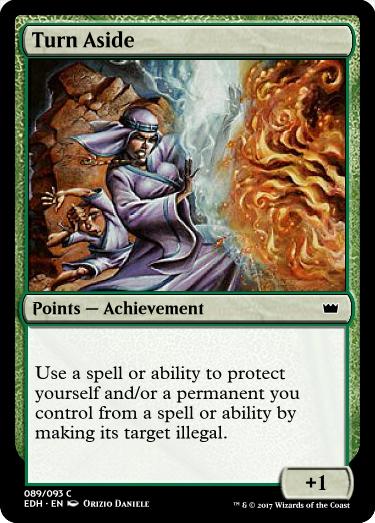 Turn Aside
Points — Achievement
Use a spell or ability to protect
yourself and/or a permanent you
control from a spell or ability by
making its target illegal.
+1
089/093 C
EDH • EN Orizio Daniele
™ & © 2017 Wizards of the Coast